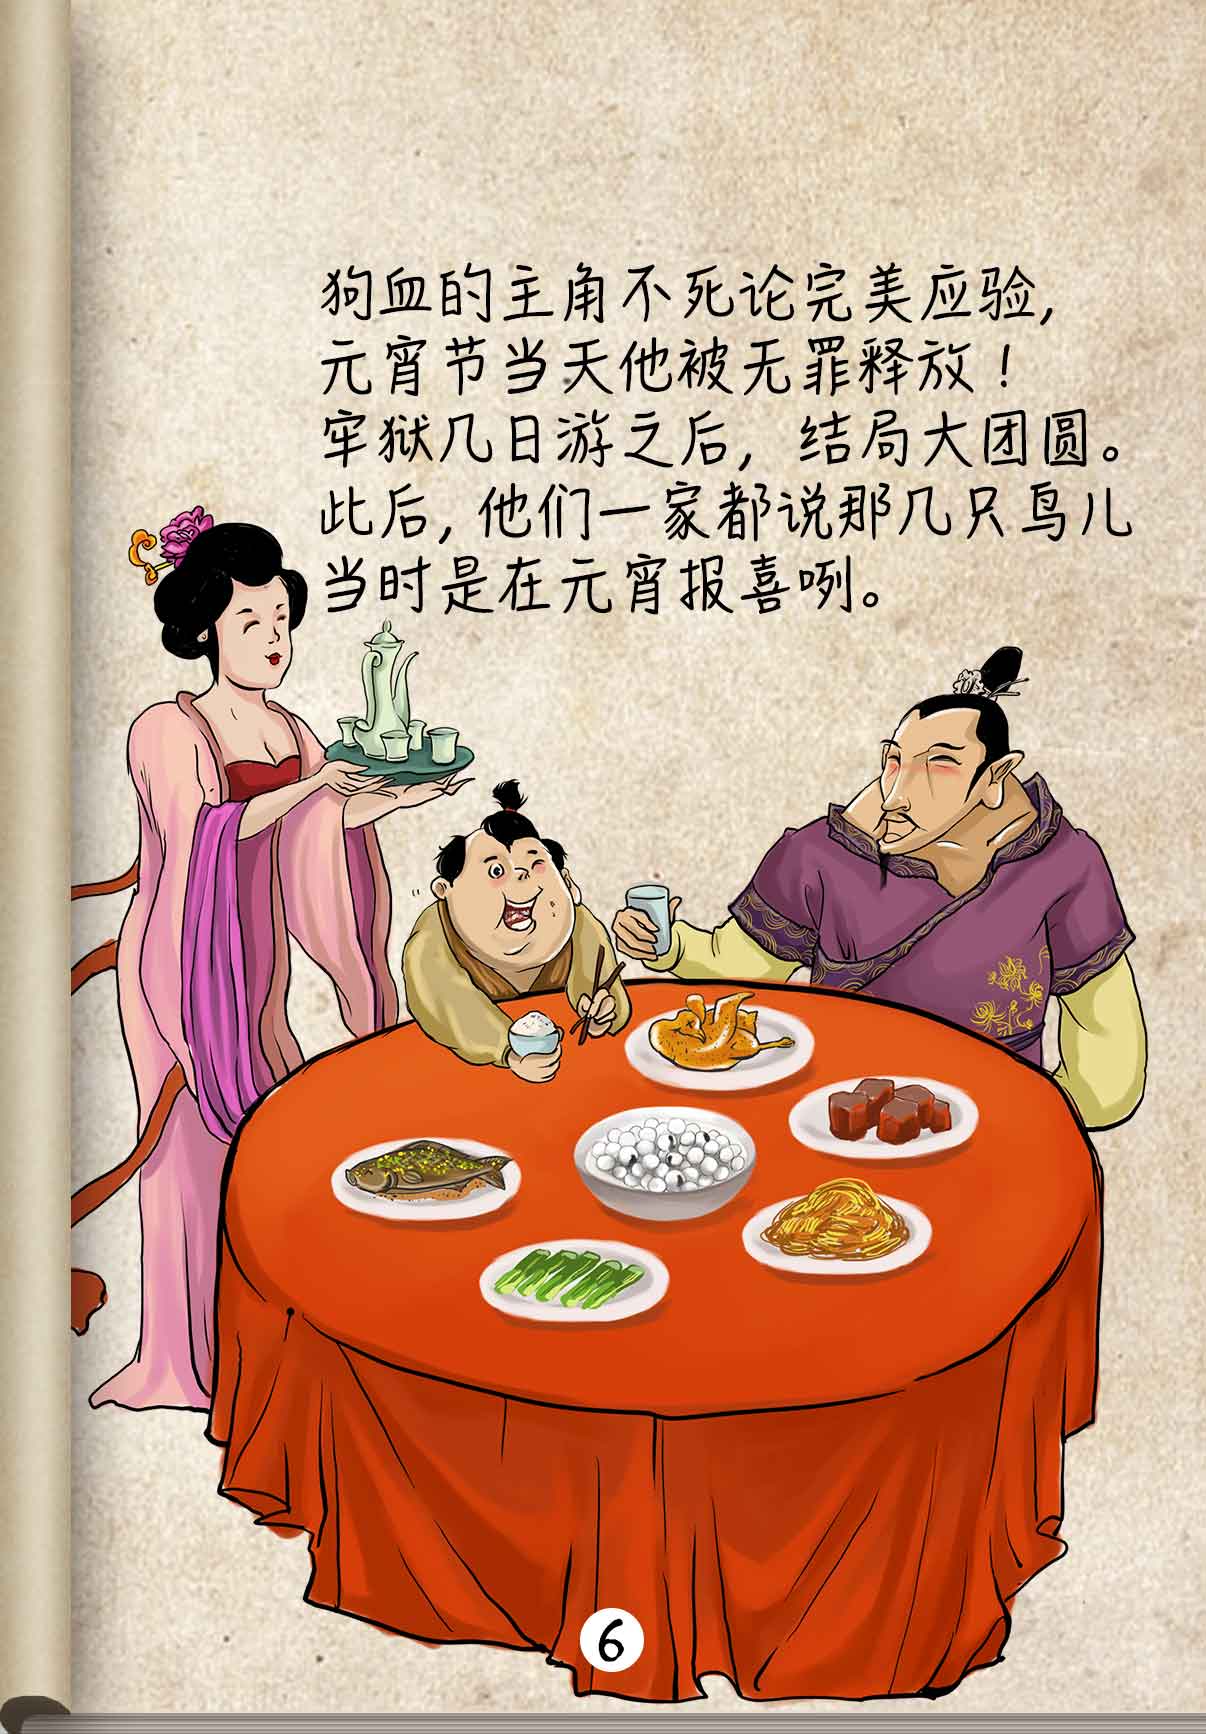 狗血的主角不死论完美应验,
元宵节当天他被无罪释放！
牢狱几日游之后，结局大团圆。
此后，他们一家都说那几只鸟儿
当时是在元宵报喜咧。
6